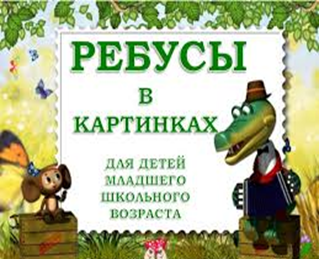 РЕБУСЫ
В
КАРТИНКАХ
ДЛЯ ДЕТЕЙ
МЛАДШЕГО
ШКОЛЬНОГО
ВОЗРАСТА